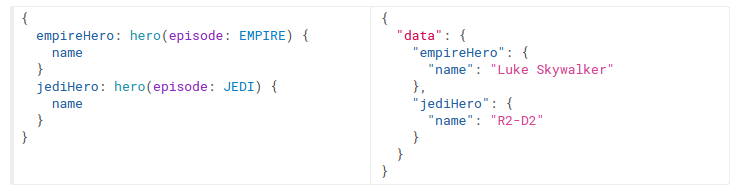 {
  empireHero: hero(episode: EMPIRE) {
    name
  }
  jediHero: hero(episode: JEDI) {
    name
  }
}
{
  "data": {
    "empireHero": {
      "name": "Luke Skywalker"
    },
    "jediHero": {
      "name": "R2-D2"
    }
  }
}